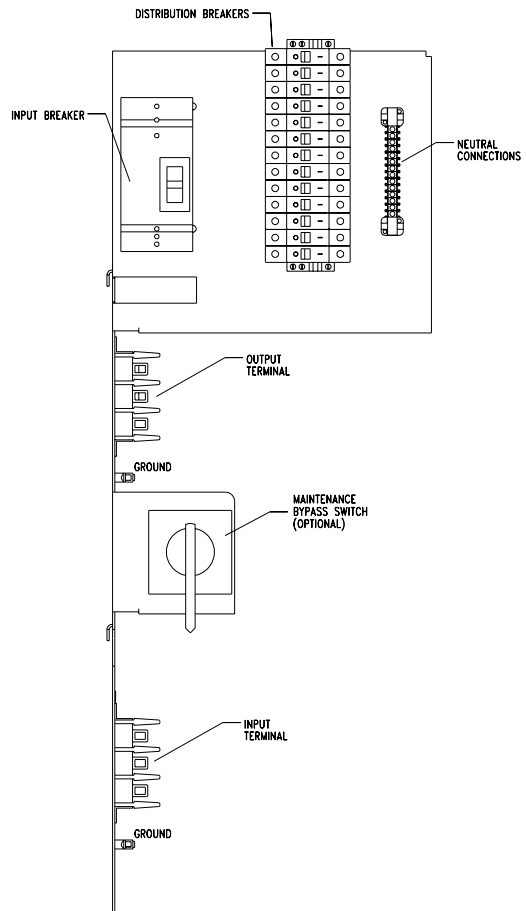 DISTRIBUTION BREAKERS
INPUT BREAKER
NEUTRAL
CONNECTIONS
OUTPUT
TERMINAL
GROUND
MAINTENANCE
BYPASS SWITCH
(OPTIONAL)
INPUT
TERMINAL
GROUND